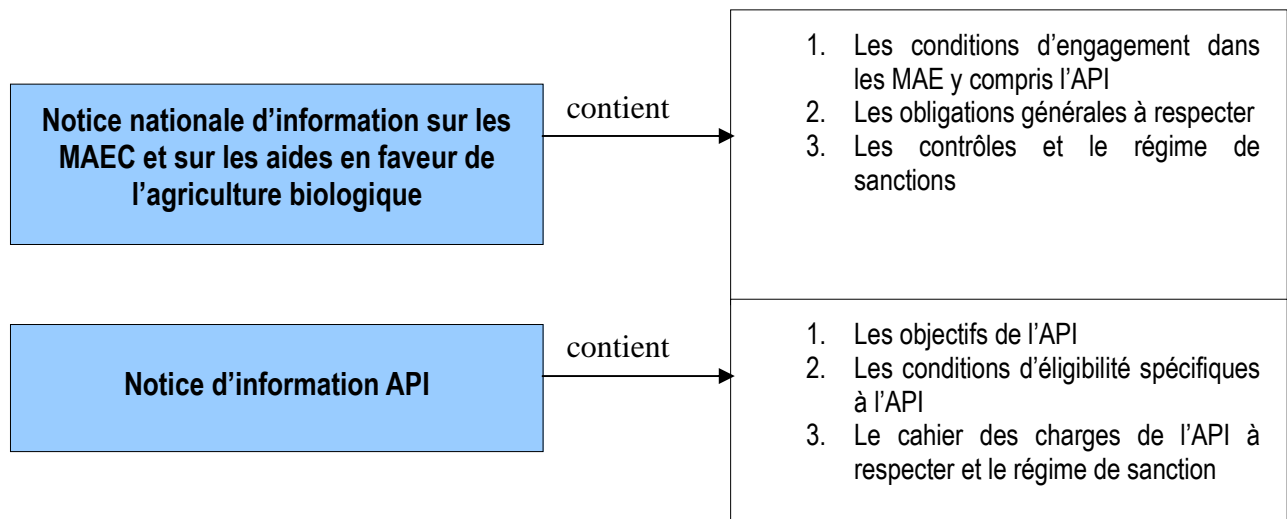 Notice nationale d’information sur les
MAEC et sur les aides en faveur de
l’agriculture biologique
contient
1. Les conditions d’engagement dans
les MAE y compris l’API
2. Les obligations générales à respecter
3. Les contrôles et le régime de
sanctions
Notice d’information API
contient
1. Les objectifs de l’API
2. Les conditions d’éligibilité spécifiques
à l’API
3. Le cahier des charges de l’API à
respecter et le régime de sanction